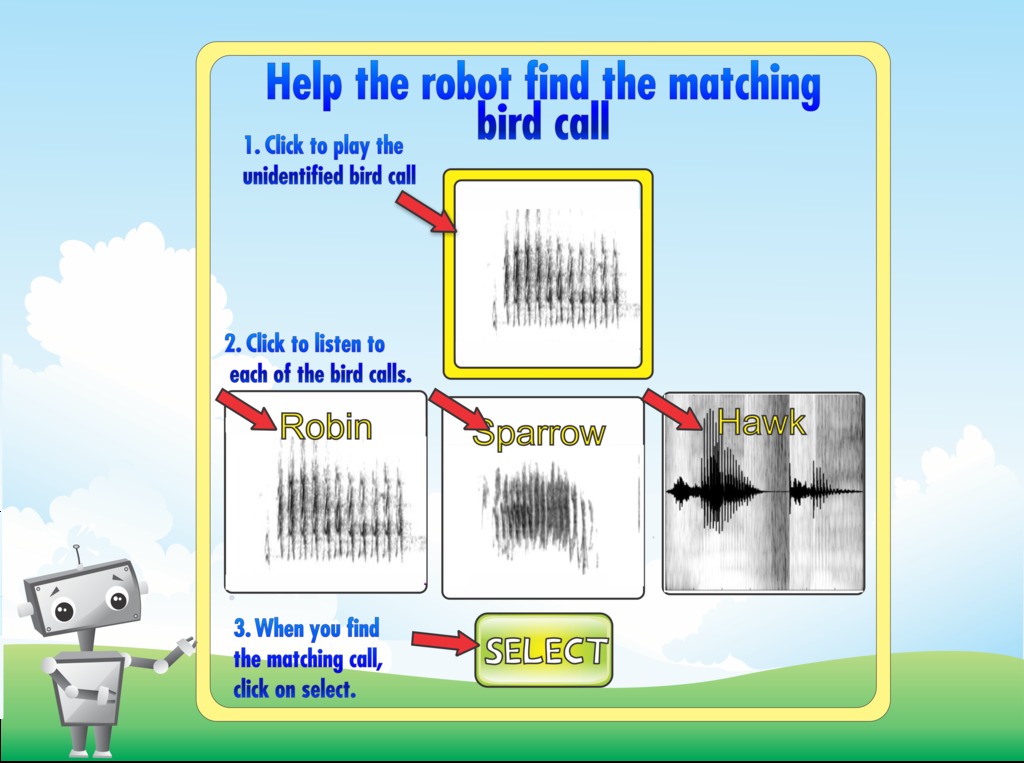 Help the robot find the matching
bird call
1. Click to play the
unidentified bird call
2. Click to listen to
each of the bird calls.
Robin
Sparrow
Hawk
3. When you find
the matching call,
click on select.
SELECT